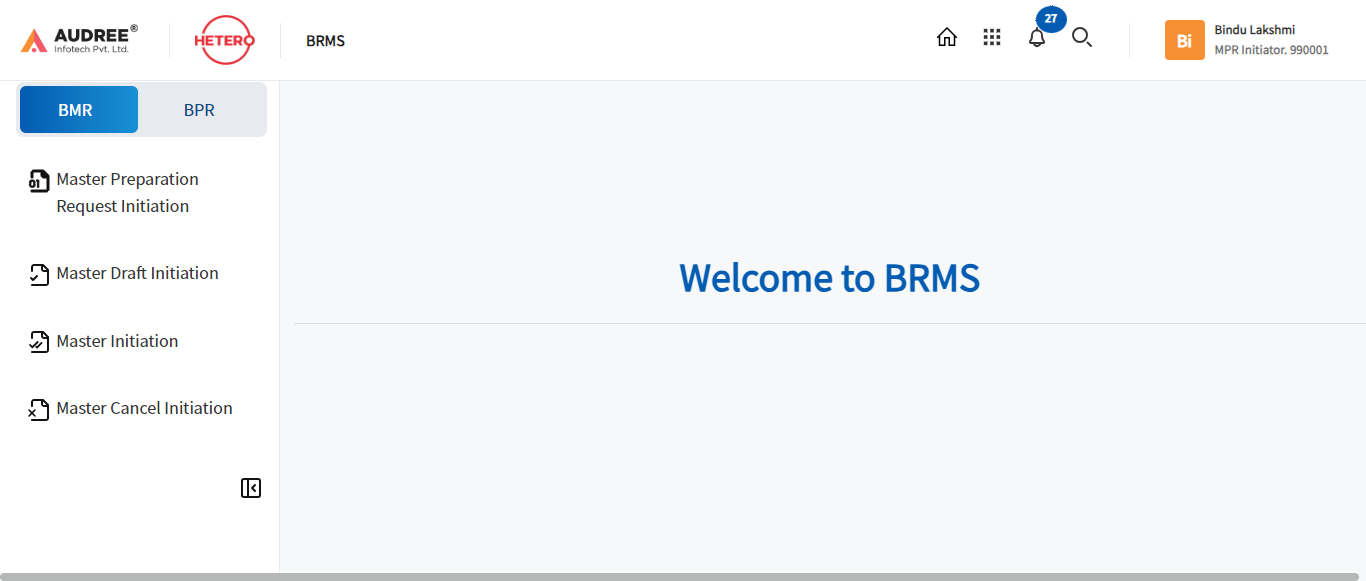 AUDREE®
Infotech Pvt. Ltd.
HETERO
BRMS
27
Bi
Bindu Lakshmi
MPR Initiator. 990001
BMR
BPR
01
Master Preparation
Request Initiation
Master Draft Initiation
Master Initiation
Master Cancel Initiation
Welcome to BRMS